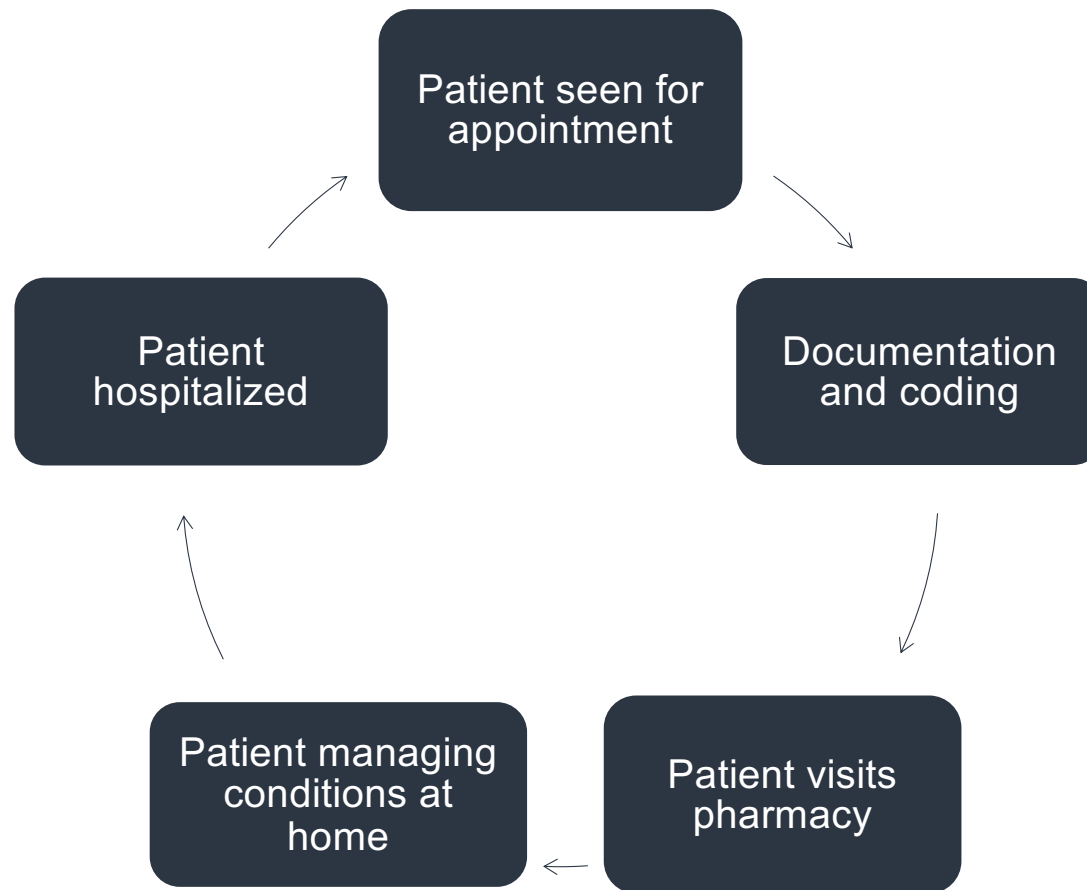 Patient seen for
appointment
Documentation
and coding
Patient visits
pharmacy
Patient managing
conditions at
home
Patient
hospitalized